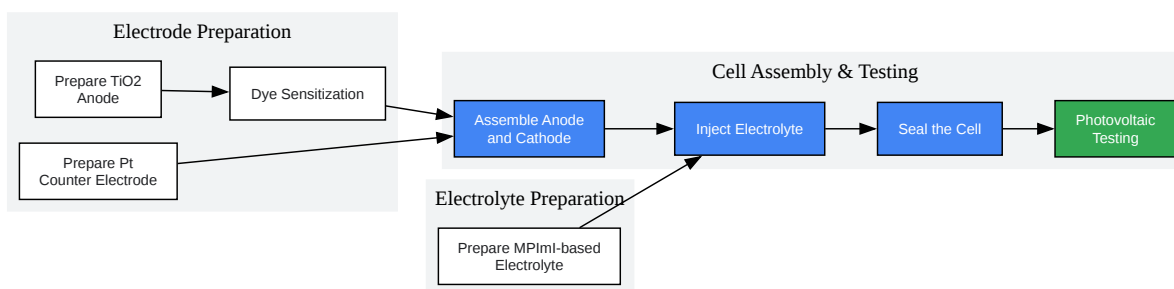 Electrode Preparation
Prepare TiO2
Anode
Dye Sensitization
Prepare Pt
Counter Electrode
Cell Assembly & Testing
Assemble Anode
and Cathode
Inject Electrolyte
Seal the Cell
Photovoltaic
Testing
Electrolyte Preparation
Prepare MPImI-based
Electrolyte